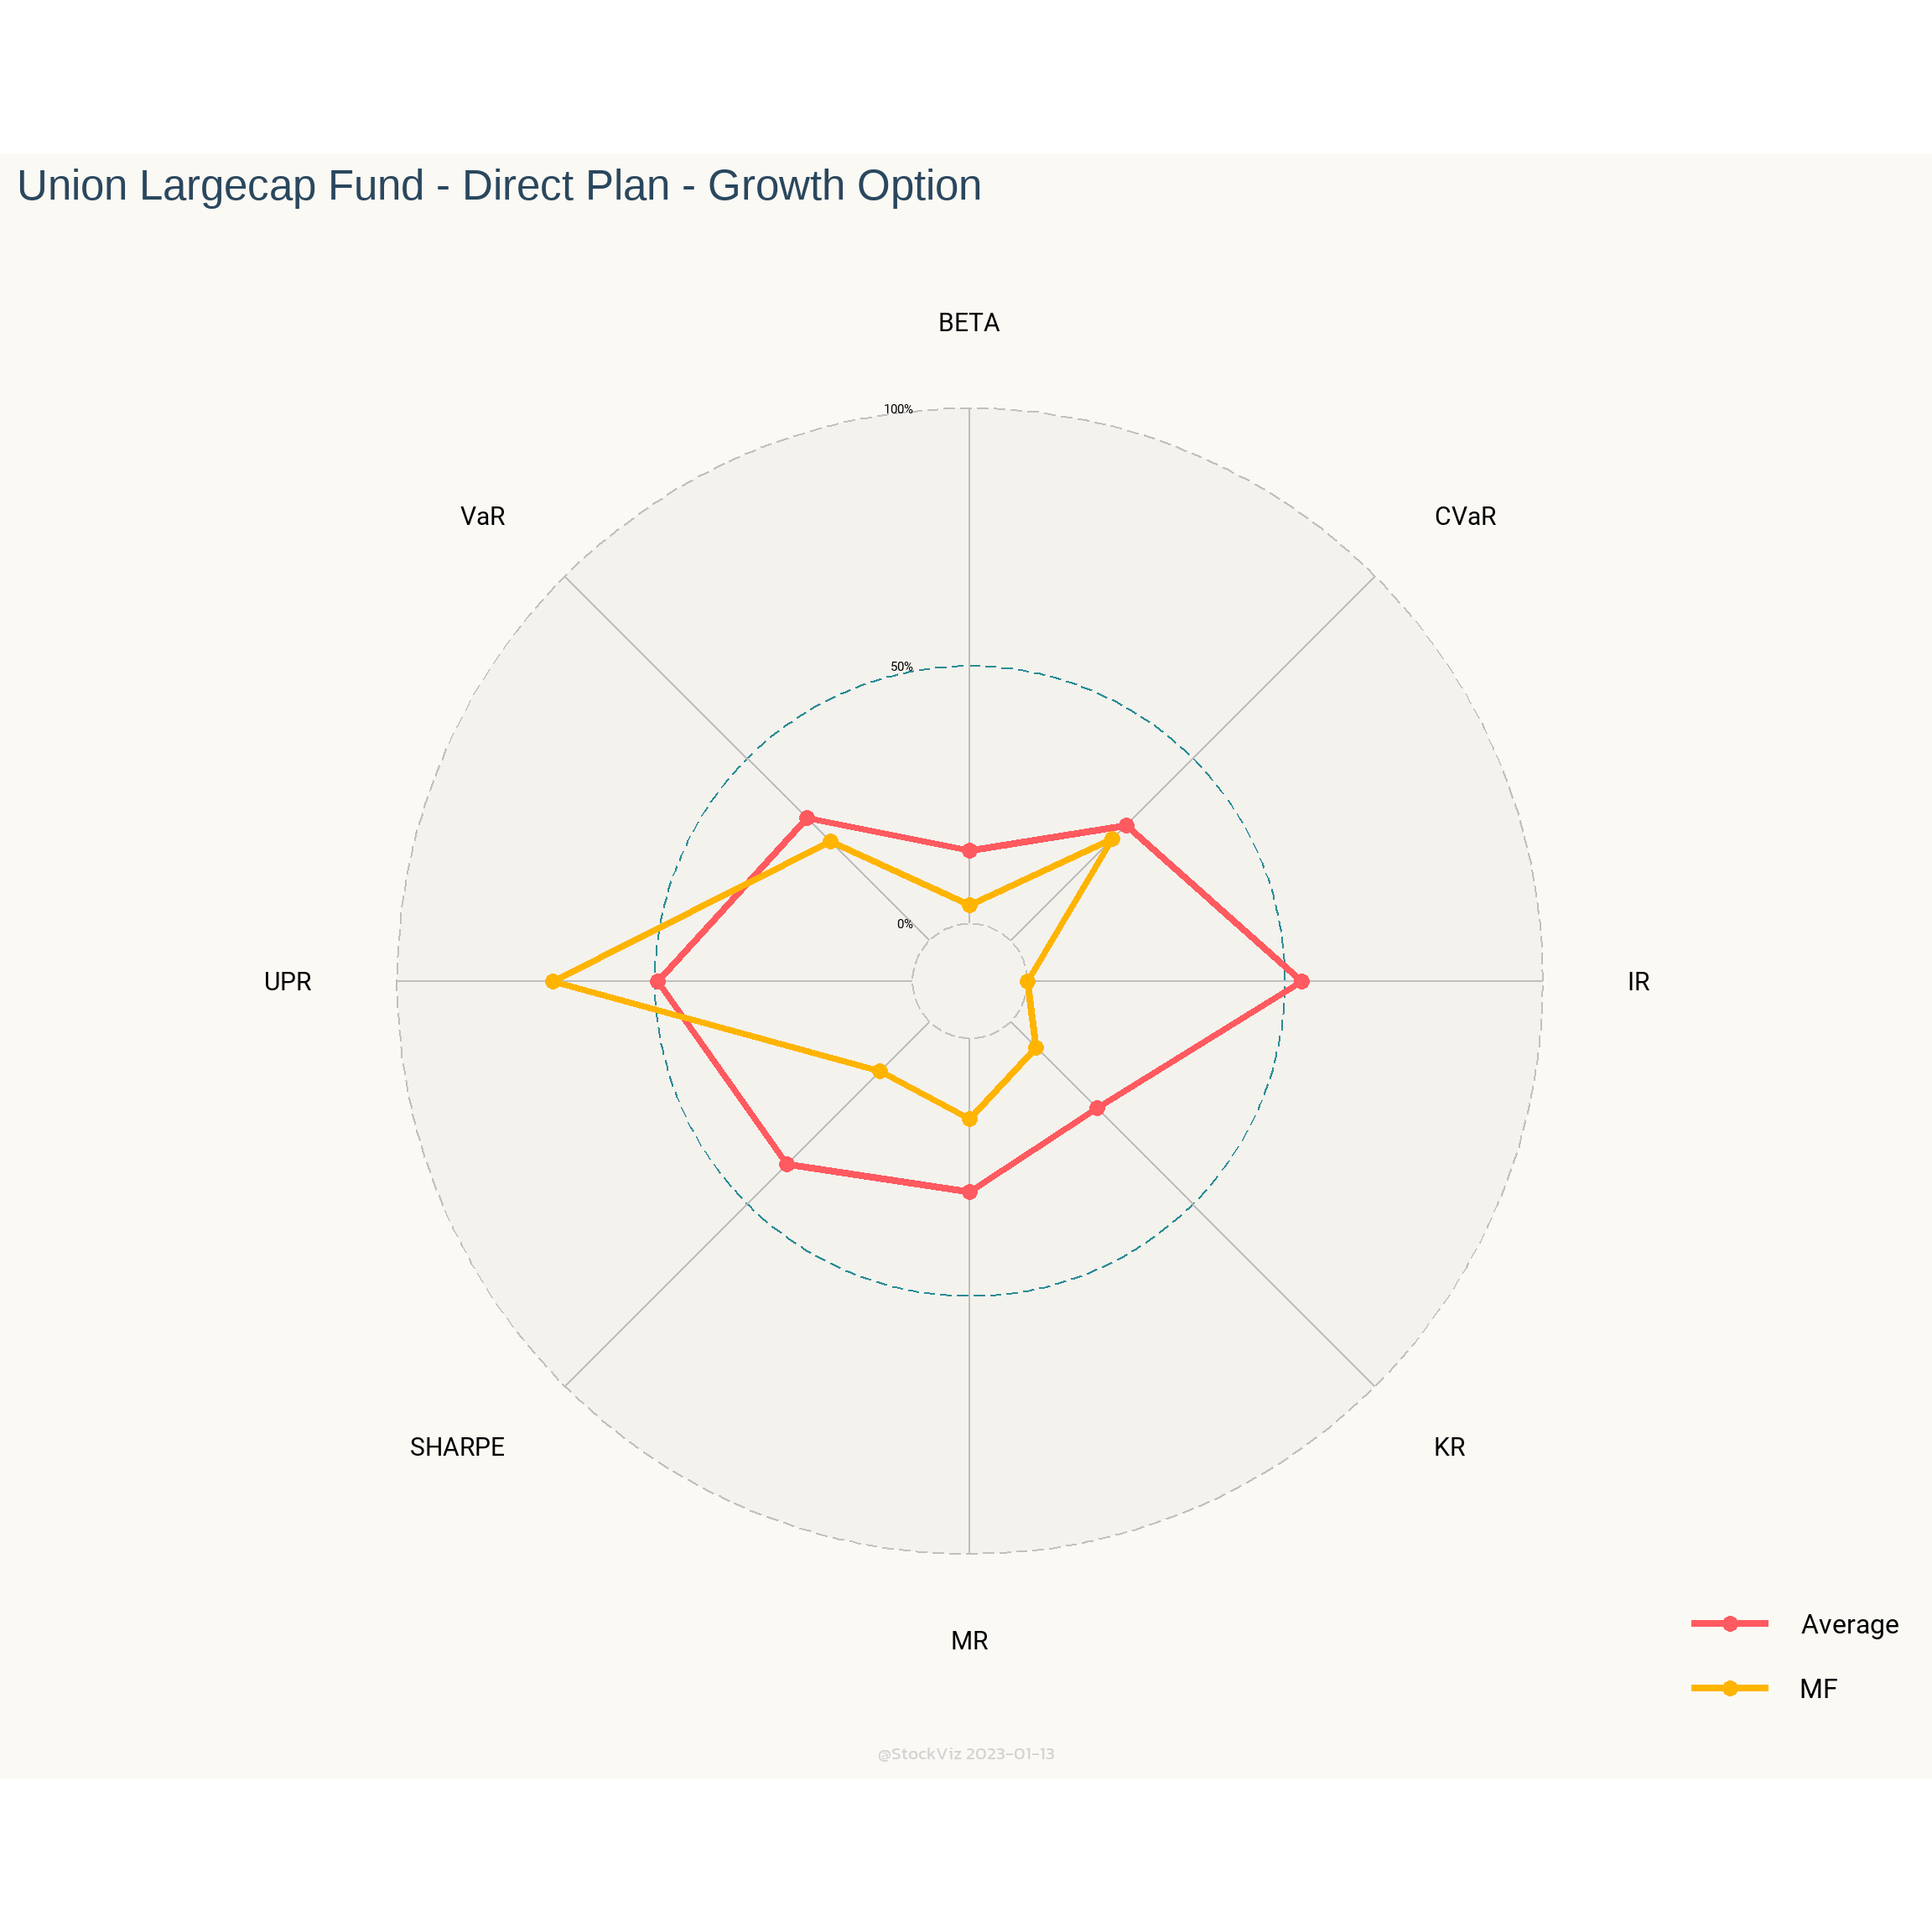 Union Largecap Fund - Direct Plan - Growth Option
BETA
100%
VaR
CVaR
50%
0%
UPR
IR
SHARPE
KR
MR
Average
MF
@StockViz 2023-01-13